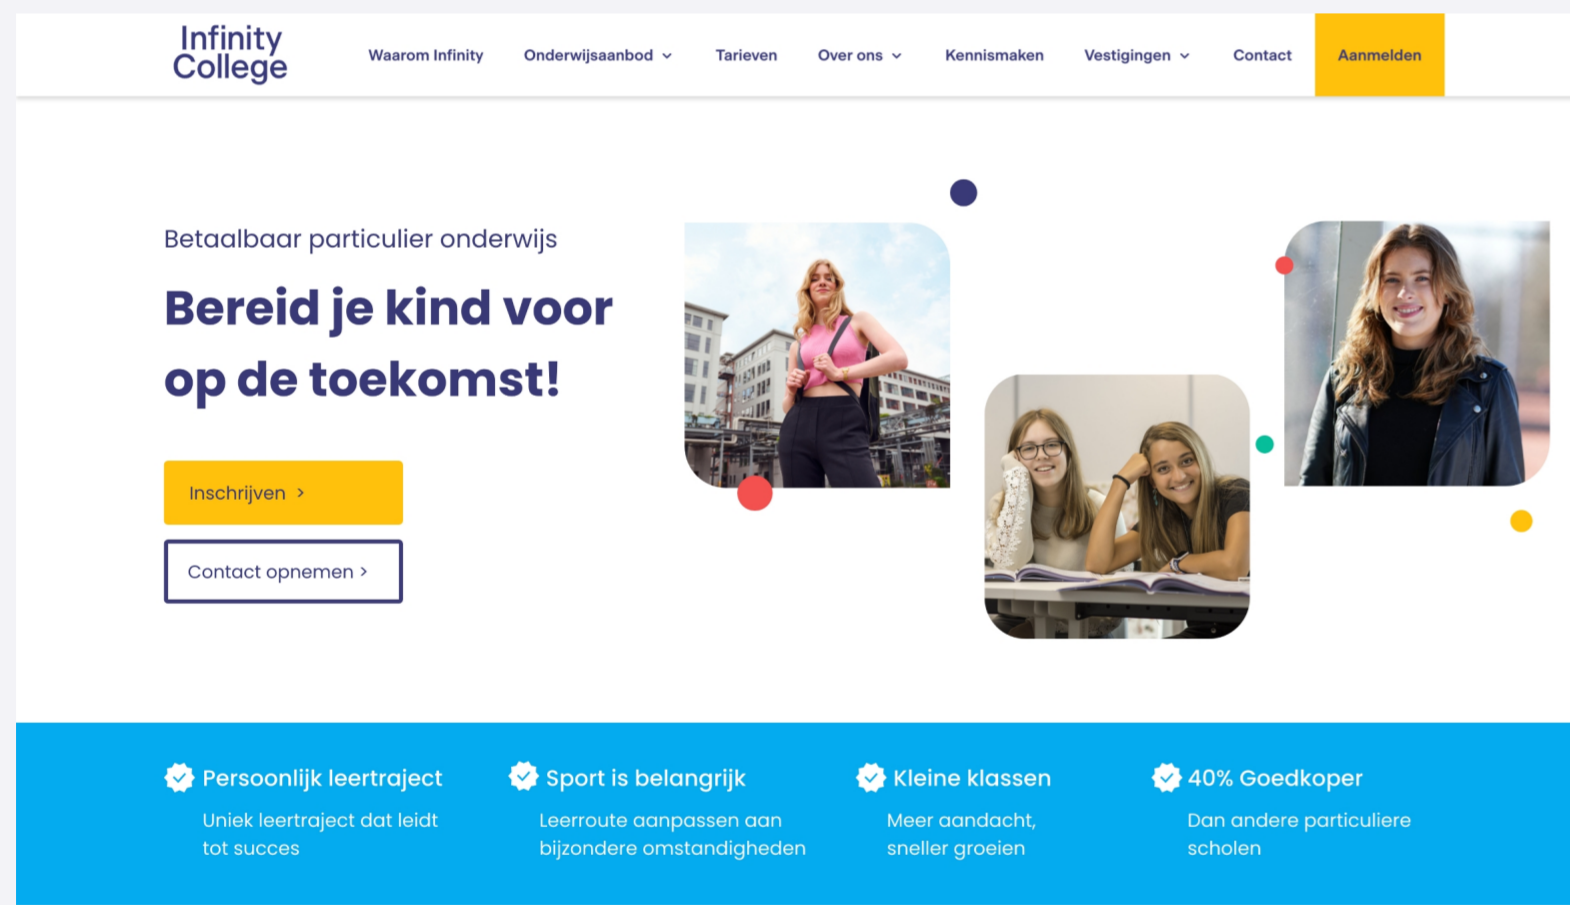 Infinity
College
Waarom Infinity
Onderwijsaanbod
Tarieven
Over ons
Kennismaken
Vestigingen
Contact
Aanmelden
Betaalbaar particulier onderwijs
Bereid je kind voor
op de toekomst!
Inschrijven >
Contact opnemen >
Persoonlijk leertraject
Uniek leertraject dat leidt
tot succes
Sport is belangrijk
Leerroute aanpassen aan
bijzondere omstandigheden
Kleine klassen
Meer aandacht,
sneller groeien
40% Goedkoper
Dan andere particuliere
scholen